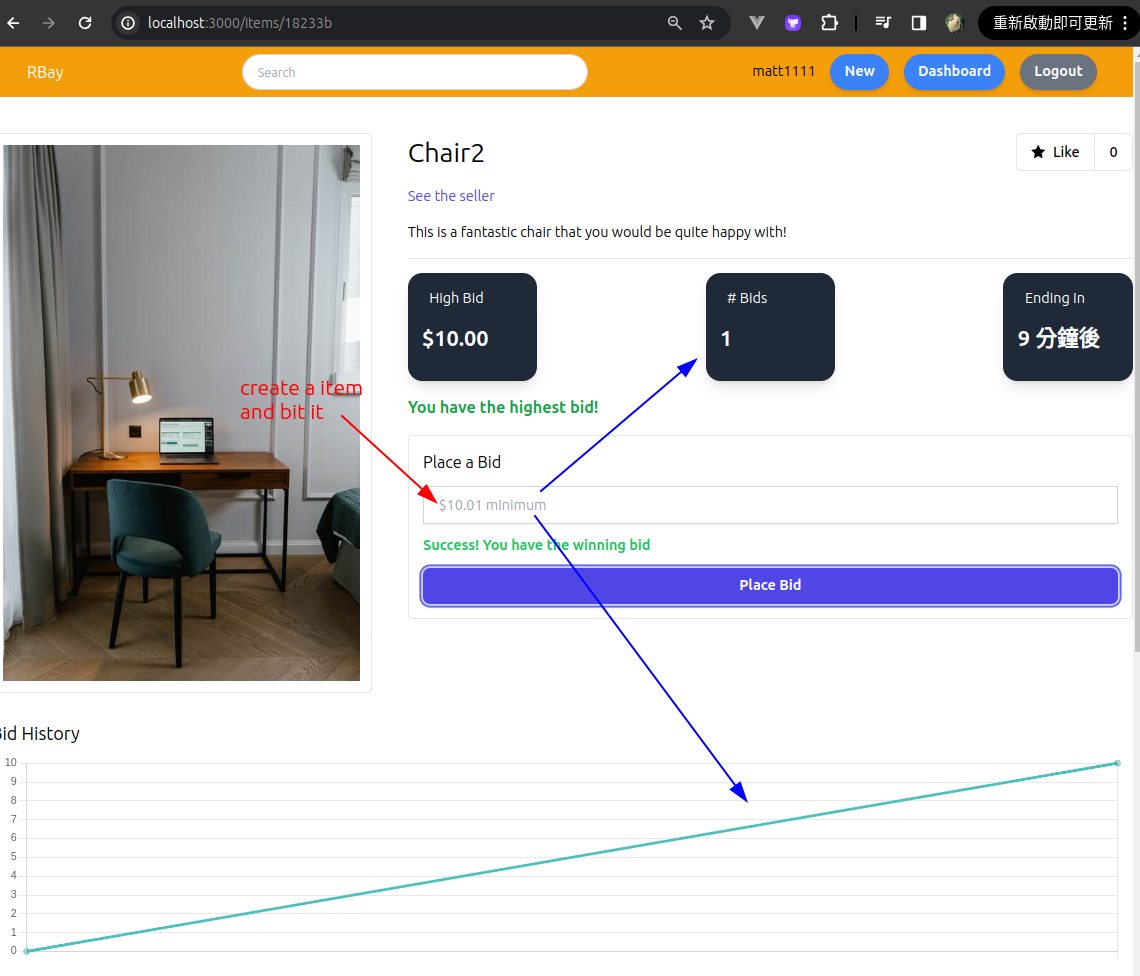 localhost:3000/items/18233b
重新啟動即可更新
RBay
Search
matt1111
New
Dashboard
Logout
Chair2
Like
0
See the seller
This is a fantastic chair that you would be quite happy with!
High Bid
$10.00
# Bids
1
Ending In
9 分鐘後
create a item
and bit it
You have the highest bid!
Place a Bid
$10.01 minimum
Success! You have the winning bid
Place Bid
Bid History
10
9
8
7
6
5
4
3
2
1
0